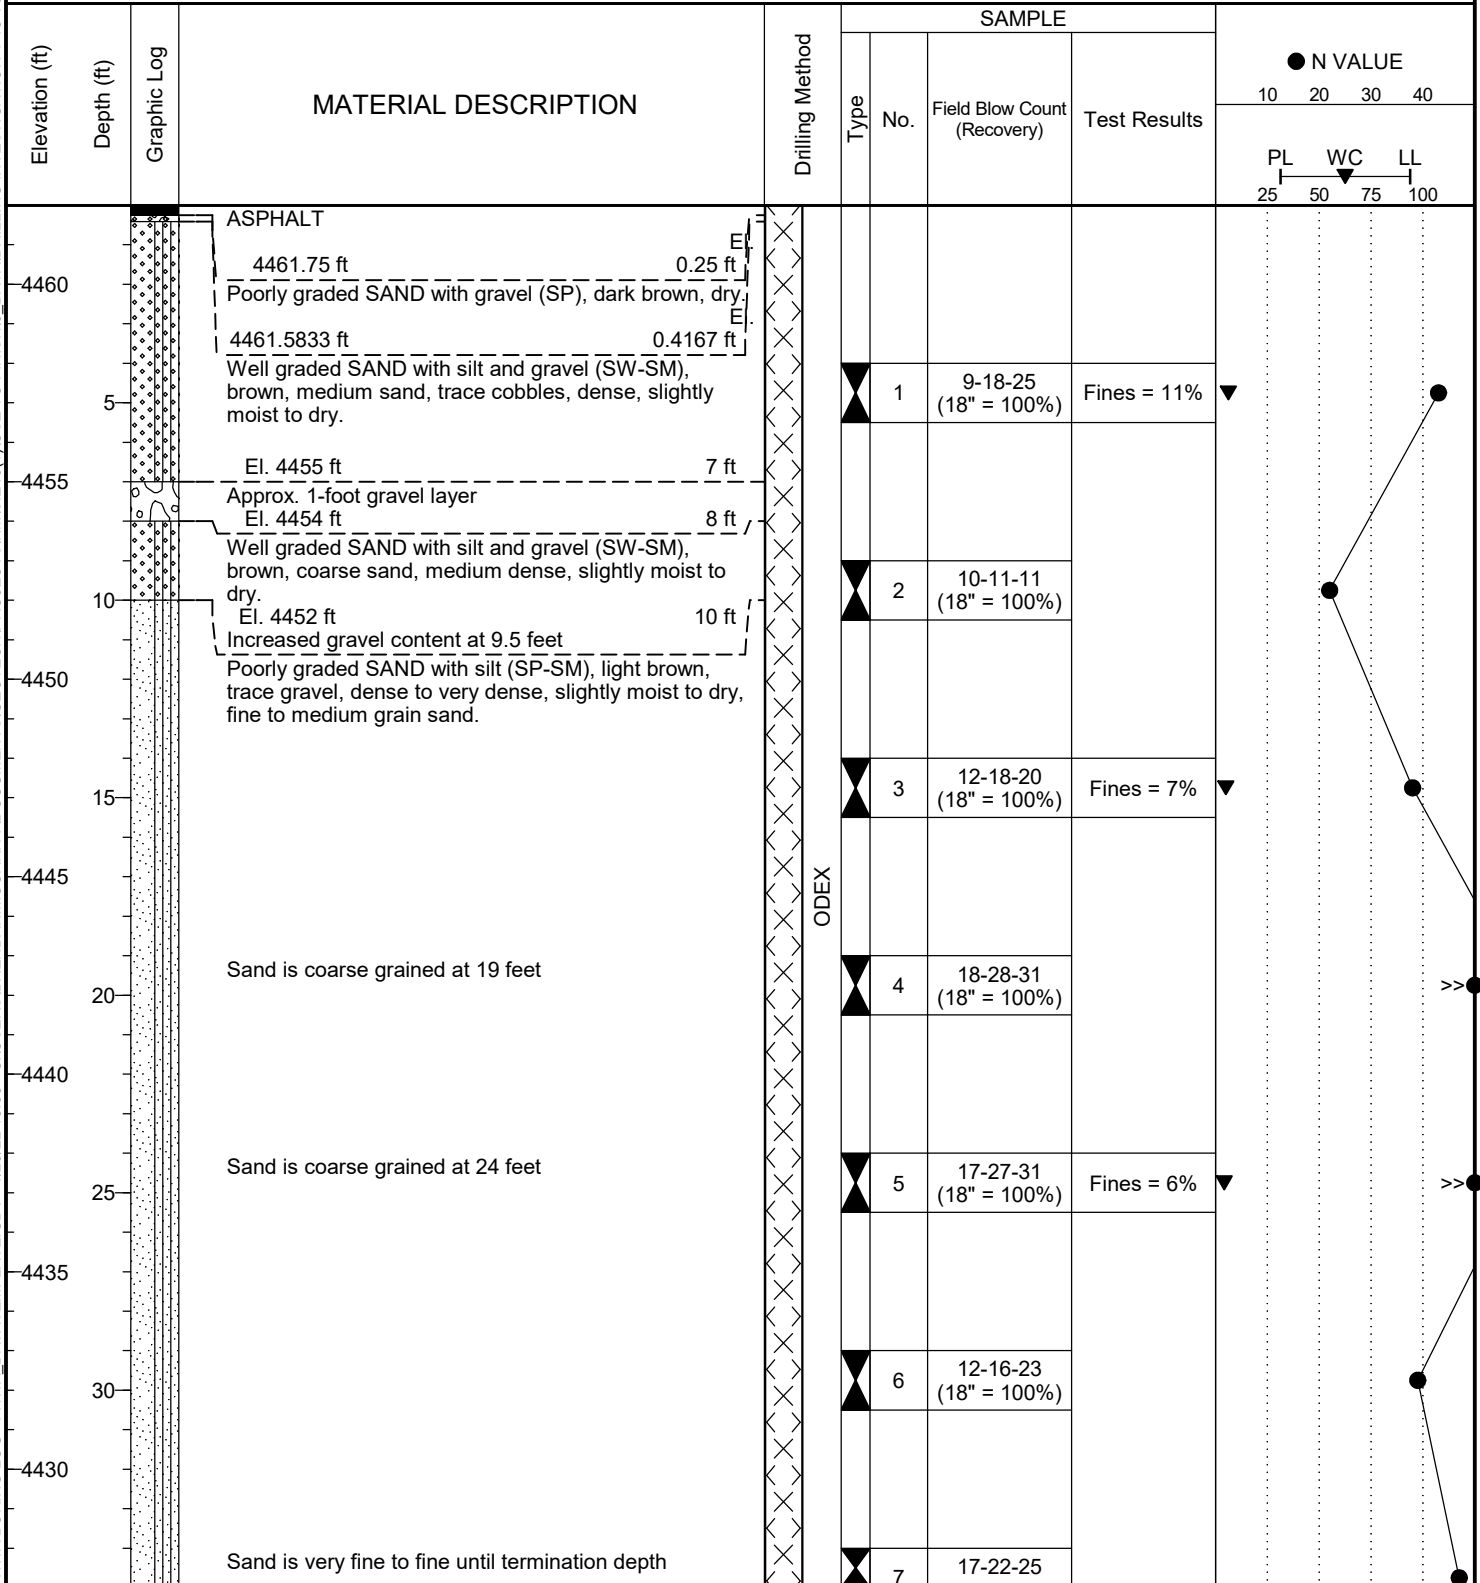 Elevation (ft)
Depth (ft)
Graphic Log
MATERIAL DESCRIPTION
Drilling Method
SAMPLE
Type
No.
Field Blow Count
(Recovery)
Test Results
N VALUE
10 20 30 40
PL WC LL
25 50 75 100
ASPHALT
El.
4461.75 ft 0.25 ft
4460
Poorly graded SAND with gravel (SP), dark brown, dry.
El.
4461.5833 ft 0.4167 ft
Well graded SAND with silt and gravel (SW-SM),
brown, medium sand, trace cobbles, dense, slightly
moist to dry.
5
1
9-18-25
(18" = 100%)
Fines = 11%
El. 4455 ft 7 ft
4455
Approx. 1-foot gravel layer
El. 4454 ft 8 ft
Well graded SAND with silt and gravel (SW-SM),
brown, coarse sand, medium dense, slightly moist to
dry.
10
2
10-11-11
(18" = 100%)
El. 4452 ft 10 ft
Increased gravel content at 9.5 feet
Poorly graded SAND with silt (SP-SM), light brown,
trace gravel, dense to very dense, slightly moist to dry,
fine to medium grain sand.
4450
15
3
12-18-20
(18" = 100%)
Fines = 7%
4445
ODEX
Sand is coarse grained at 19 feet
20
4
18-28-31
(18" = 100%)
>>
4440
Sand is coarse grained at 24 feet
25
5
17-27-31
(18" = 100%)
Fines = 6%
>>
4435
30
6
12-16-23
(18" = 100%)
4430
Sand is very fine to fine until termination depth
7
17-22-25